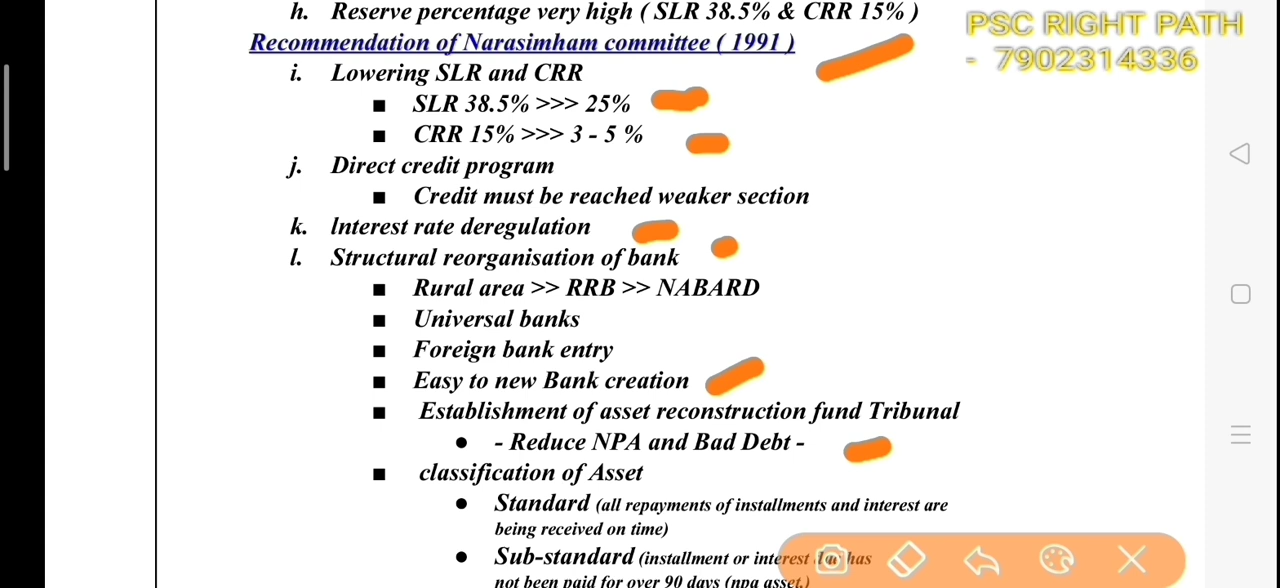 h. Reserve percentage very high ( SLR 38.5% & CRR 15% )
PSC RIGHT PATH
- 7902314336
Recommendation of Narasimham committee ( 1991 )
i. Lowering SLR and CRR
■ SLR 38.5% >>> 25%
■ CRR 15% >>> 3 - 5 %
j. Direct credit program
■ Credit must be reached weaker section
k. Interest rate deregulation
l. Structural reorganisation of bank
■ Rural area >> RRB >> NABARD
■ Universal banks
■ Foreign bank entry
■ Easy to new Bank creation
■ Establishment of asset reconstruction fund Tribunal
● - Reduce NPA and Bad Debt -
■ classification of Asset
● Standard (all repayments of installments and interest are
being received on time)
● Sub-standard (installment or interest has
not been paid for over 90 days (npa asset.)